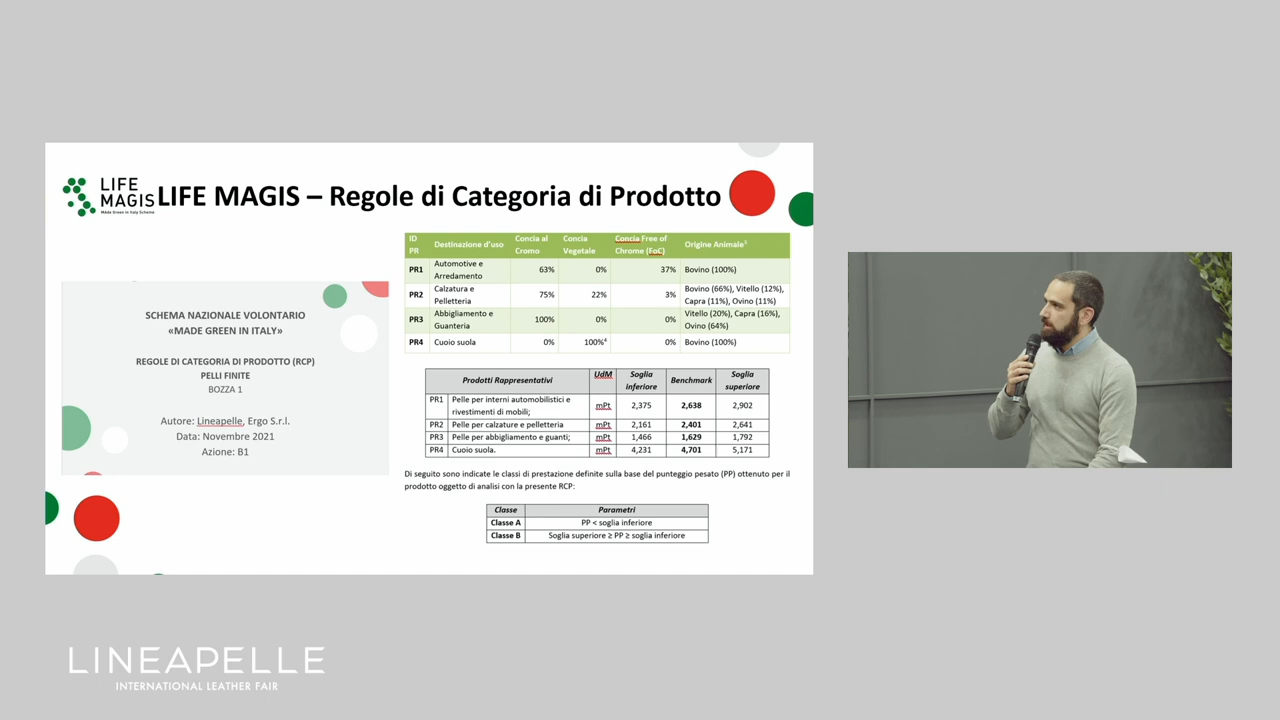 LIFE
MAGIS
MAde Green in Italy Scheme
LIFE MAGIS – Regole di Categoria di Prodotto
SCHEMA NAZIONALE VOLONTARIO
«MADE GREEN IN ITALY»
REGOLE DI CATEGORIA DI PRODOTTO (RCP)
PELLI FINITE
BOZZA 1
Autore: Lineapelle, Ergo S.r.l.
Data: Novembre 2021
Azione: B1
ID PR Destinazione d'uso Concia al Cromo Concia Vegetale Concia Free of Chrome (FoC) Origine Animale³
PR1 Automotive e Arredamento 63% 0% 37% Bovino (100%)
PR2 Calzatura e Pelletteria 75% 22% 3% Bovino (66%), Vitello (12%), Capra (11%), Ovino (11%)
PR3 Abbigliamento e Guanteria 100% 0% 0% Vitello (20%), Capra (16%), Ovino (64%)
PR4 Cuoio suola 0% 100%⁴ 0% Bovino (100%)
Prodotti Rappresentativi UdM Soglia inferiore Benchmark Soglia superiore
PR1 Pelle per interni automobilistici e rivestimenti di mobili; mPt 2,375 2,638 2,902
PR2 Pelle per calzature e pelletteria mPt 2,161 2,401 2,641
PR3 Pelle per abbigliamento e guanti; mPt 1,466 1,629 1,792
PR4 Cuoio suola. mPt 4,231 4,701 5,171
Di seguito sono indicate le classi di prestazione definite sulla base del punteggio pesato (PP) ottenuto per il
prodotto oggetto di analisi con la presente RCP:
Classe Parametri
Classe A PP < soglia inferiore
Classe B Soglia superiore ≥ PP ≥ soglia inferiore
LINEAPELLE
INTERNATIONAL LEATHER FAIR